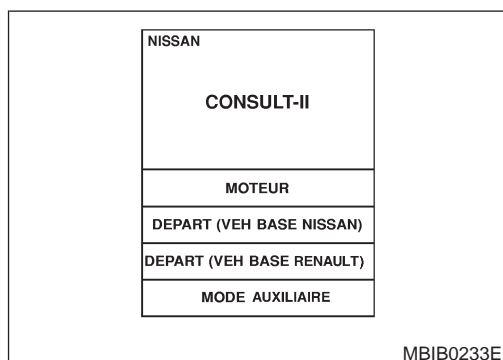 NISSAN
CONSULT-II
MOTEUR
DEPART (VEH BASE NISSAN)
DEPART (VEH BASE RENAULT)
MODE AUXILIAIRE
MBIB0233E